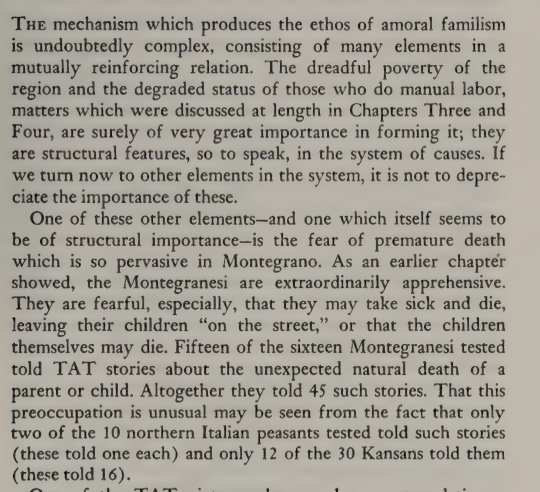 THE mechanism which produces the ethos of amoral familism
is undoubtedly complex, consisting of many elements in a
mutually reinforcing relation. The dreadful poverty of the
region and the degraded status of those who do manual labor,
matters which were discussed at length in Chapters Three and
Four, are surely of very great importance in forming it; they
are structural features, so to speak, in the system of causes. If
we turn now to other elements in the system, it is not to depre-
ciate the importance of these.
One of these other elements—and one which itself seems to
be of structural importance—is the fear of premature death
which is so pervasive in Montegrano. As an earlier chapter
showed, the Montegranesi are extraordinarily apprehensive.
They are fearful, especially, that they may take sick and die,
leaving their children “on the street,” or that the children
themselves may die. Fifteen of the sixteen Montegranesi tested
told TAT stories about the unexpected natural death of a
parent or child. Altogether they told 45 such stories. That this
preoccupation is unusual may be seen from the fact that only
two of the 10 northern Italian peasants tested told such stories
(these told one each) and only 12 of the 30 Kansans told them
(these told 16).